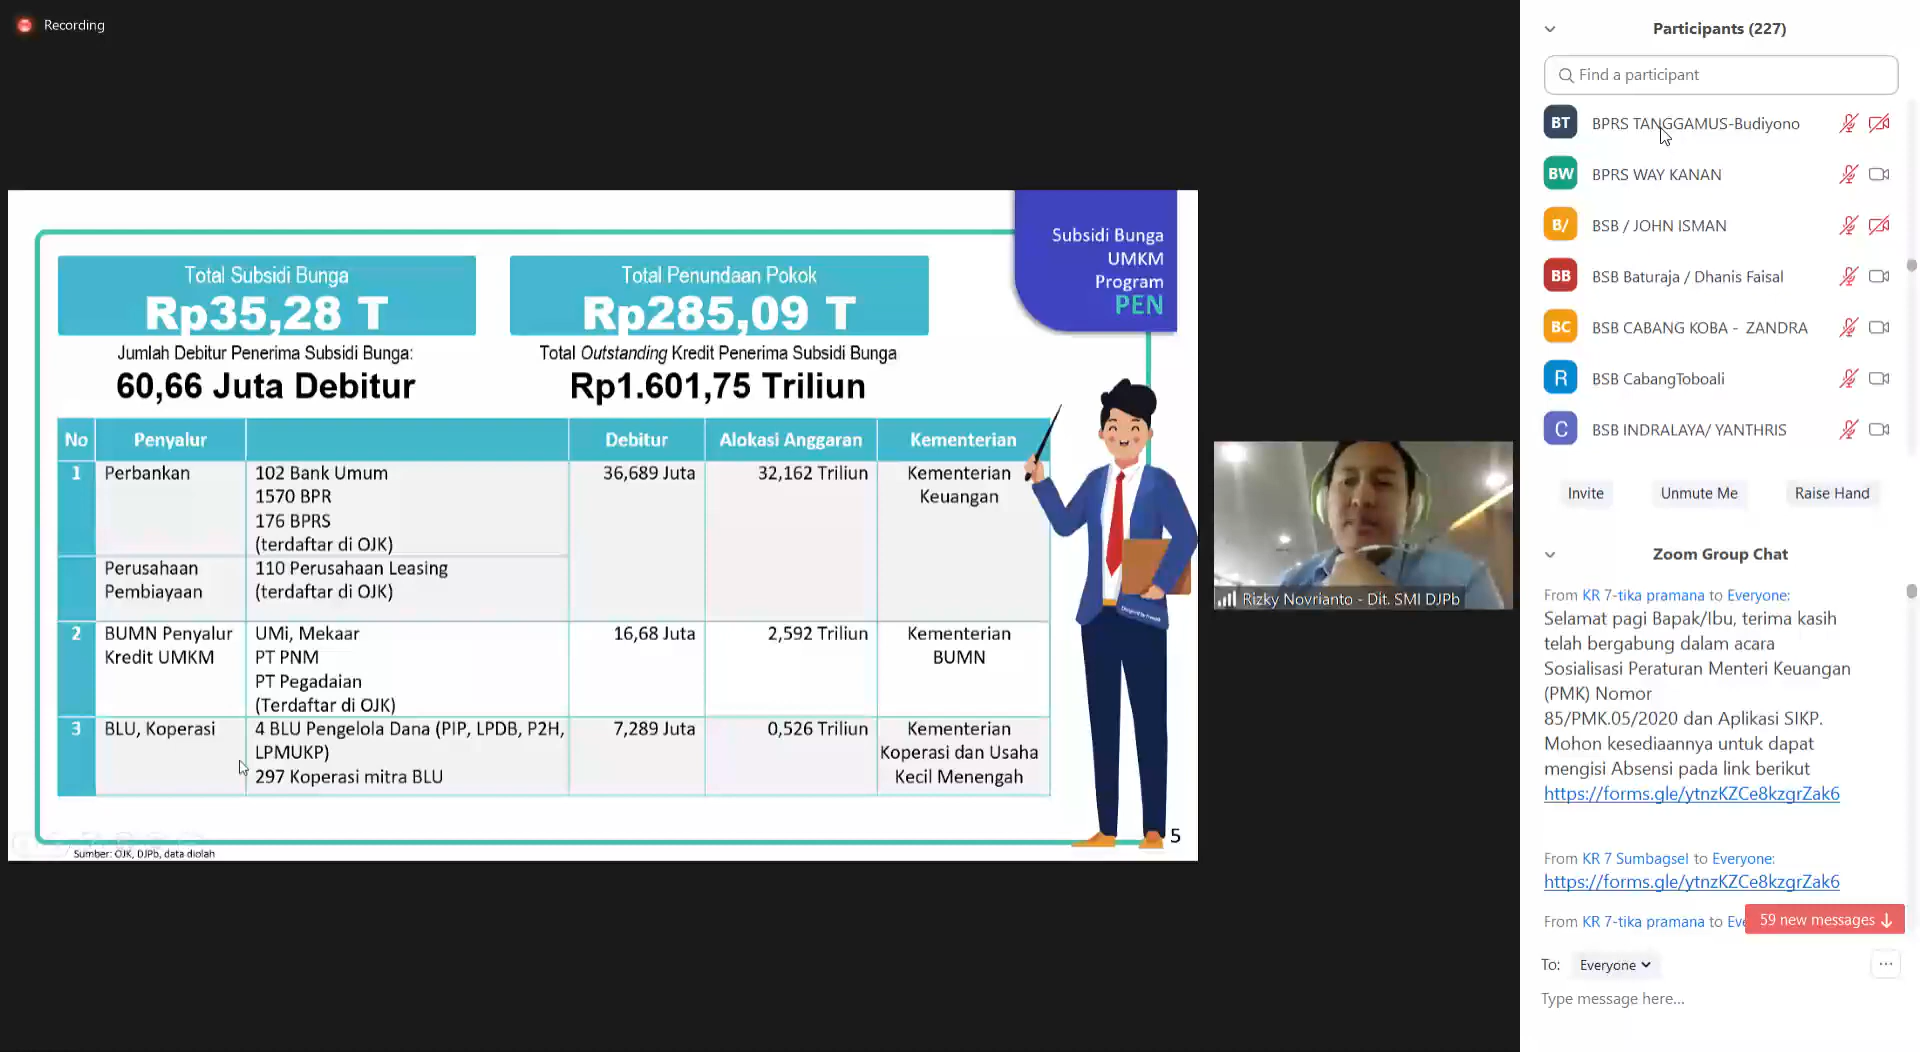 Recording
Subsidi Bunga
UMKM
Program
PEN
Total Subsidi Bunga
Rp35,28 T
Total Penundaan Pokok
Rp285,09 T
Jumlah Debitur Penerima Subsidi Bunga:
60,66 Juta Debitur
Total Outstanding Kredit Penerima Subsidi Bunga
Rp1.601,75 Triliun
No Penyalur Debitur Alokasi Anggaran Kementerian
1 Perbankan 102 Bank Umum 36,689 Juta 32,162 Triliun Kementerian
1570 BPR Keuangan
176 BPRS
(terdaftar di OJK)
Perusahaan 110 Perusahaan Leasing
Pembiayaan (terdaftar di OJK)
2 BUMN Penyalur UMi, Mekaar 16,68 Juta 2,592 Triliun Kementerian
Kredit UMKM PT PNM BUMN
PT Pegadaian
(Terdaftar di OJK)
3 BLU, Koperasi 4 BLU Pengelola Dana (PIP, LPDB, P2H, 7,289 Juta 0,526 Triliun Kementerian
LPMUKP) Koperasi dan Usaha
297 Koperasi mitra BLU Kecil Menengah
5
Sumber: OJK, DJPb, data diolah
Rizky Novrianto - Dit. SMI DJPb
Participants (227)
Find a participant
BT BPRS TANGGAMUS-Budiyono
BW BPRS WAY KANAN
B/ BSB / JOHN ISMAN
BB BSB Baturaja / Dhanis Faisal
BC BSB CABANG KOBA - ZANDRA
R BSB CabangToboali
C BSB INDRALAYA/ YANTHRIS
Invite Unmute Me Raise Hand
Zoom Group Chat
From KR 7-tika pramana to Everyone:
Selamat pagi Bapak/Ibu, terima kasih
telah bergabung dalam acara
Sosialisasi Peraturan Menteri Keuangan
(PMK) Nomor
85/PMK.05/2020 dan Aplikasi SIKP.
Mohon kesediaannya untuk dapat
mengisi Absensi pada link berikut
https://forms.gle/ytnzKZCe8kzgrZak6
From KR 7 Sumbagsel to Everyone:
https://forms.gle/ytnzKZCe8kzgrZak6
From KR 7-tika pramana to Eve
59 new messages
To: Everyone
Type message here...